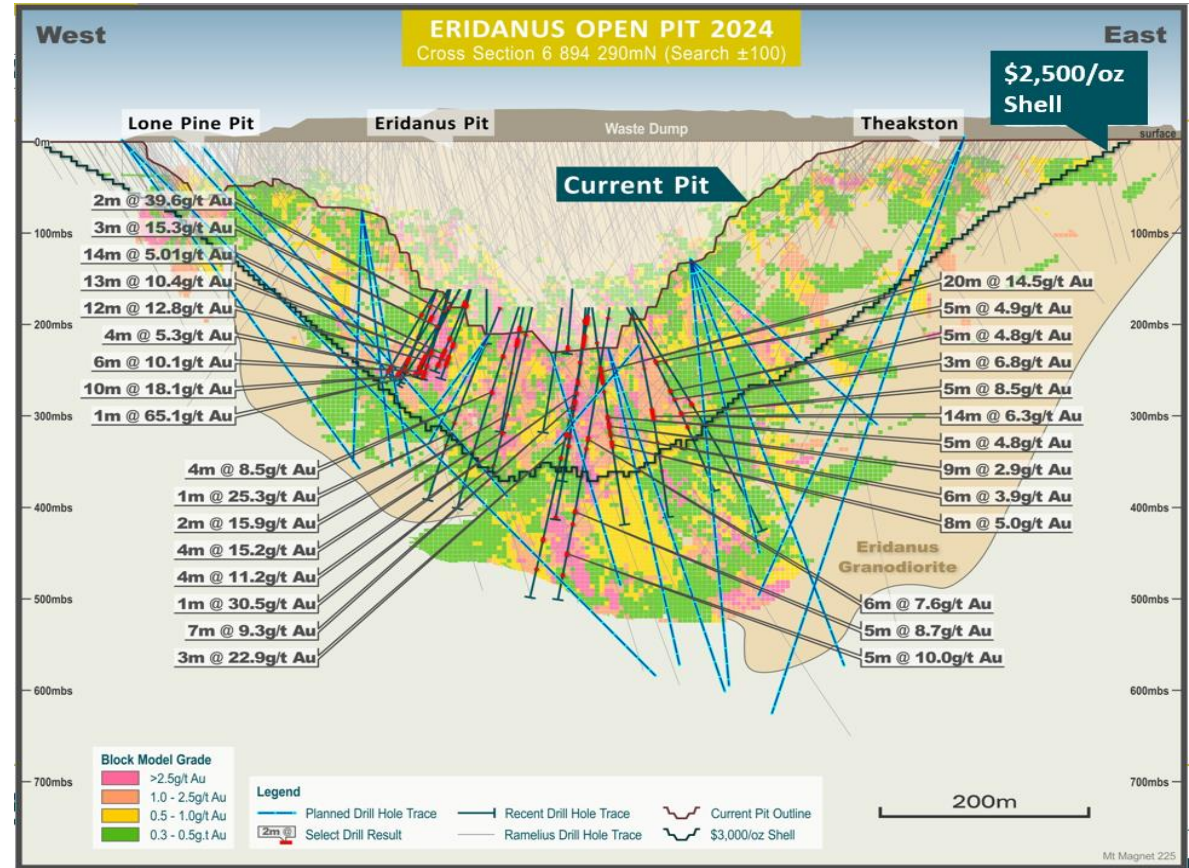 ERIDANUS OPEN PIT 2024
Cross Section 6 894 290mN (Search ±100)
West
East
$2,500/oz
Shell
Lone Pine Pit
Eridanus Pit
Waste Dump
Theakston
surface
0m
Current Pit
2m @ 39.6g/t Au
3m @ 15.3g/t Au
14m @ 5.01g/t Au
13m @ 10.4g/t Au
12m @ 12.8g/t Au
4m @ 5.3g/t Au
6m @ 10.1g/t Au
10m @ 18.1g/t Au
1m @ 65.1g/t Au
4m @ 8.5g/t Au
1m @ 25.3g/t Au
2m @ 15.9g/t Au
4m @ 15.2g/t Au
4m @ 11.2g/t Au
1m @ 30.5g/t Au
7m @ 9.3g/t Au
3m @ 22.9g/t Au
20m @ 14.5g/t Au
5m @ 4.9g/t Au
5m @ 4.8g/t Au
3m @ 6.8g/t Au
5m @ 8.5g/t Au
14m @ 6.3g/t Au
5m @ 4.8g/t Au
9m @ 2.9g/t Au
6m @ 3.9g/t Au
8m @ 5.0g/t Au
6m @ 7.6g/t Au
5m @ 8.7g/t Au
5m @ 10.0g/t Au
Eridanus
Granodiorite
100mbs
200mbs
300mbs
400mbs
500mbs
600mbs
700mbs
100mbs
200mbs
300mbs
400mbs
500mbs
600mbs
700mbs
Block Model Grade
>2.5g/t Au
1.0 - 2.5g/t Au
0.5 - 1.0g/t Au
0.3 - 0.5g.t Au
Legend
Planned Drill Hole Trace
Recent Drill Hole Trace
Current Pit Outline
2m @
Select Drill Result
Ramelius Drill Hole Trace
$3,000/oz Shell
200m
Mt Magnet 225